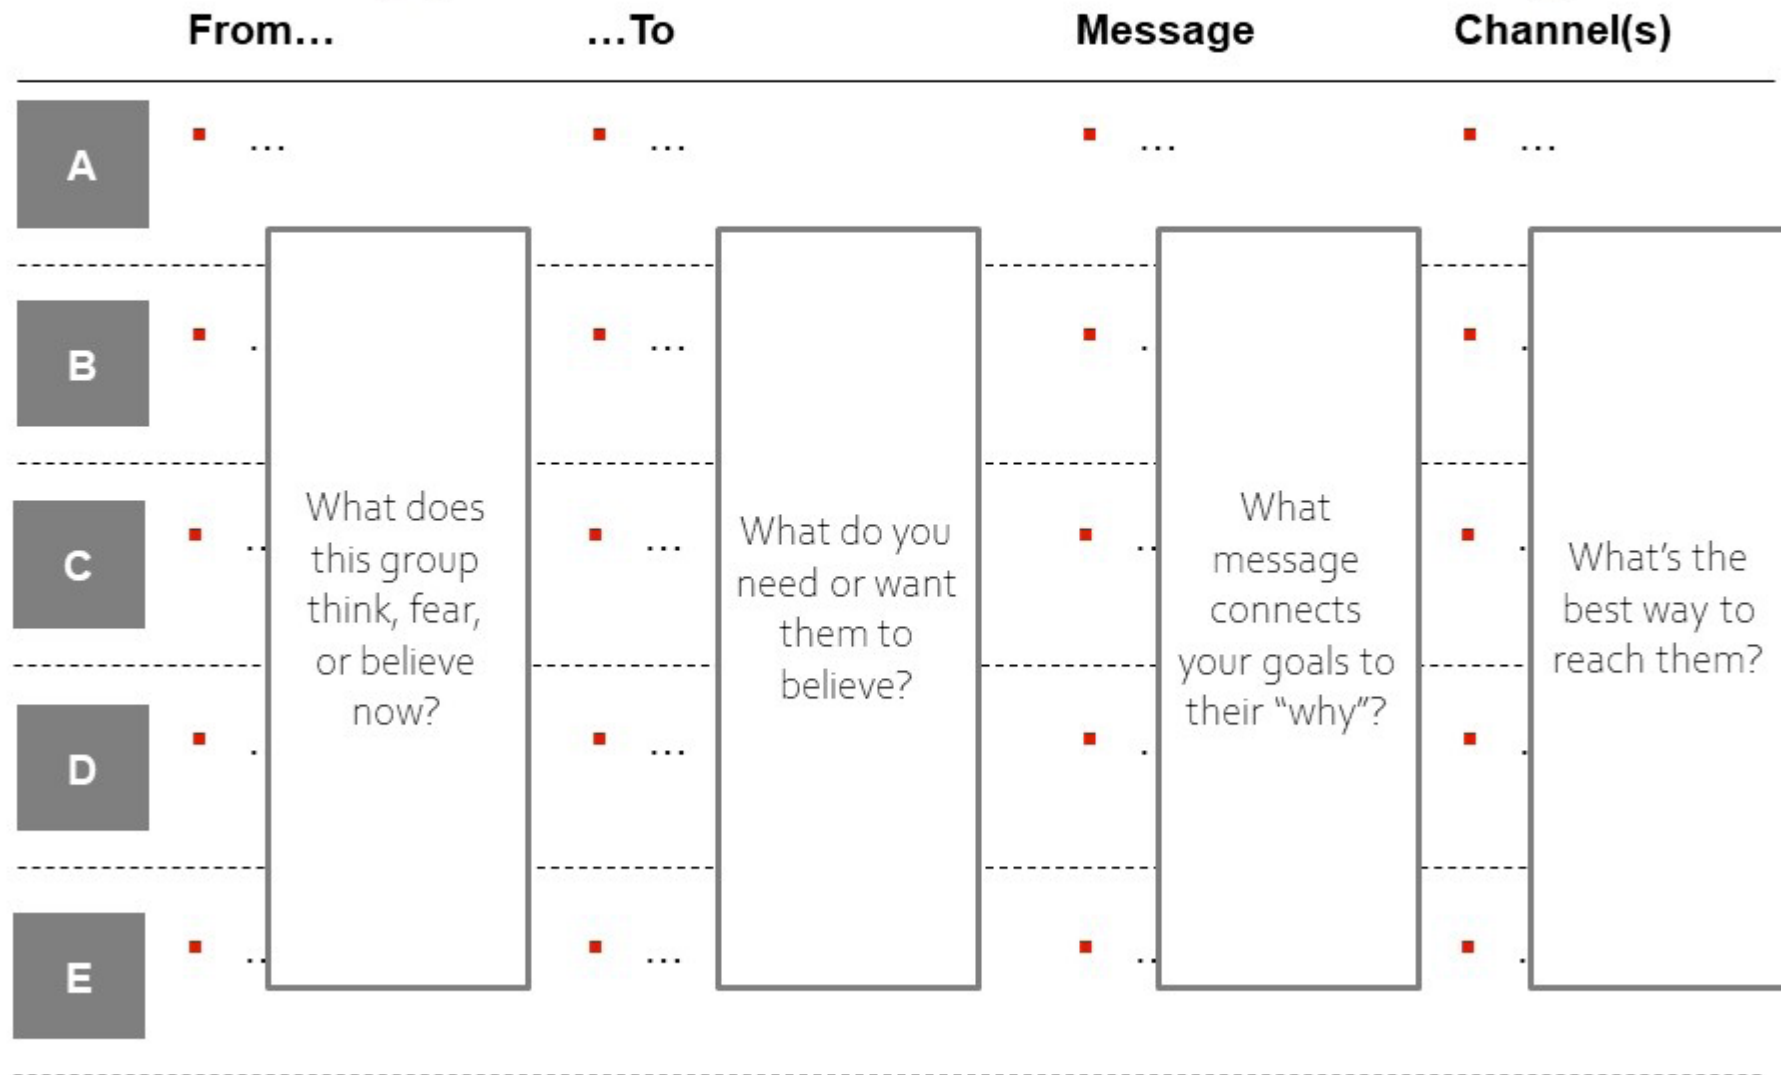 From... ...To Message Channel(s)
A ... ... ... ...
B . ... . .
C .. ... .. .
D . ... . .
E .. ... .. .
What does
this group
think, fear,
or believe
now?
What do you
need or want
them to
believe?
What
message
connects
your goals to
their “why”?
What’s the
best way to
reach them?